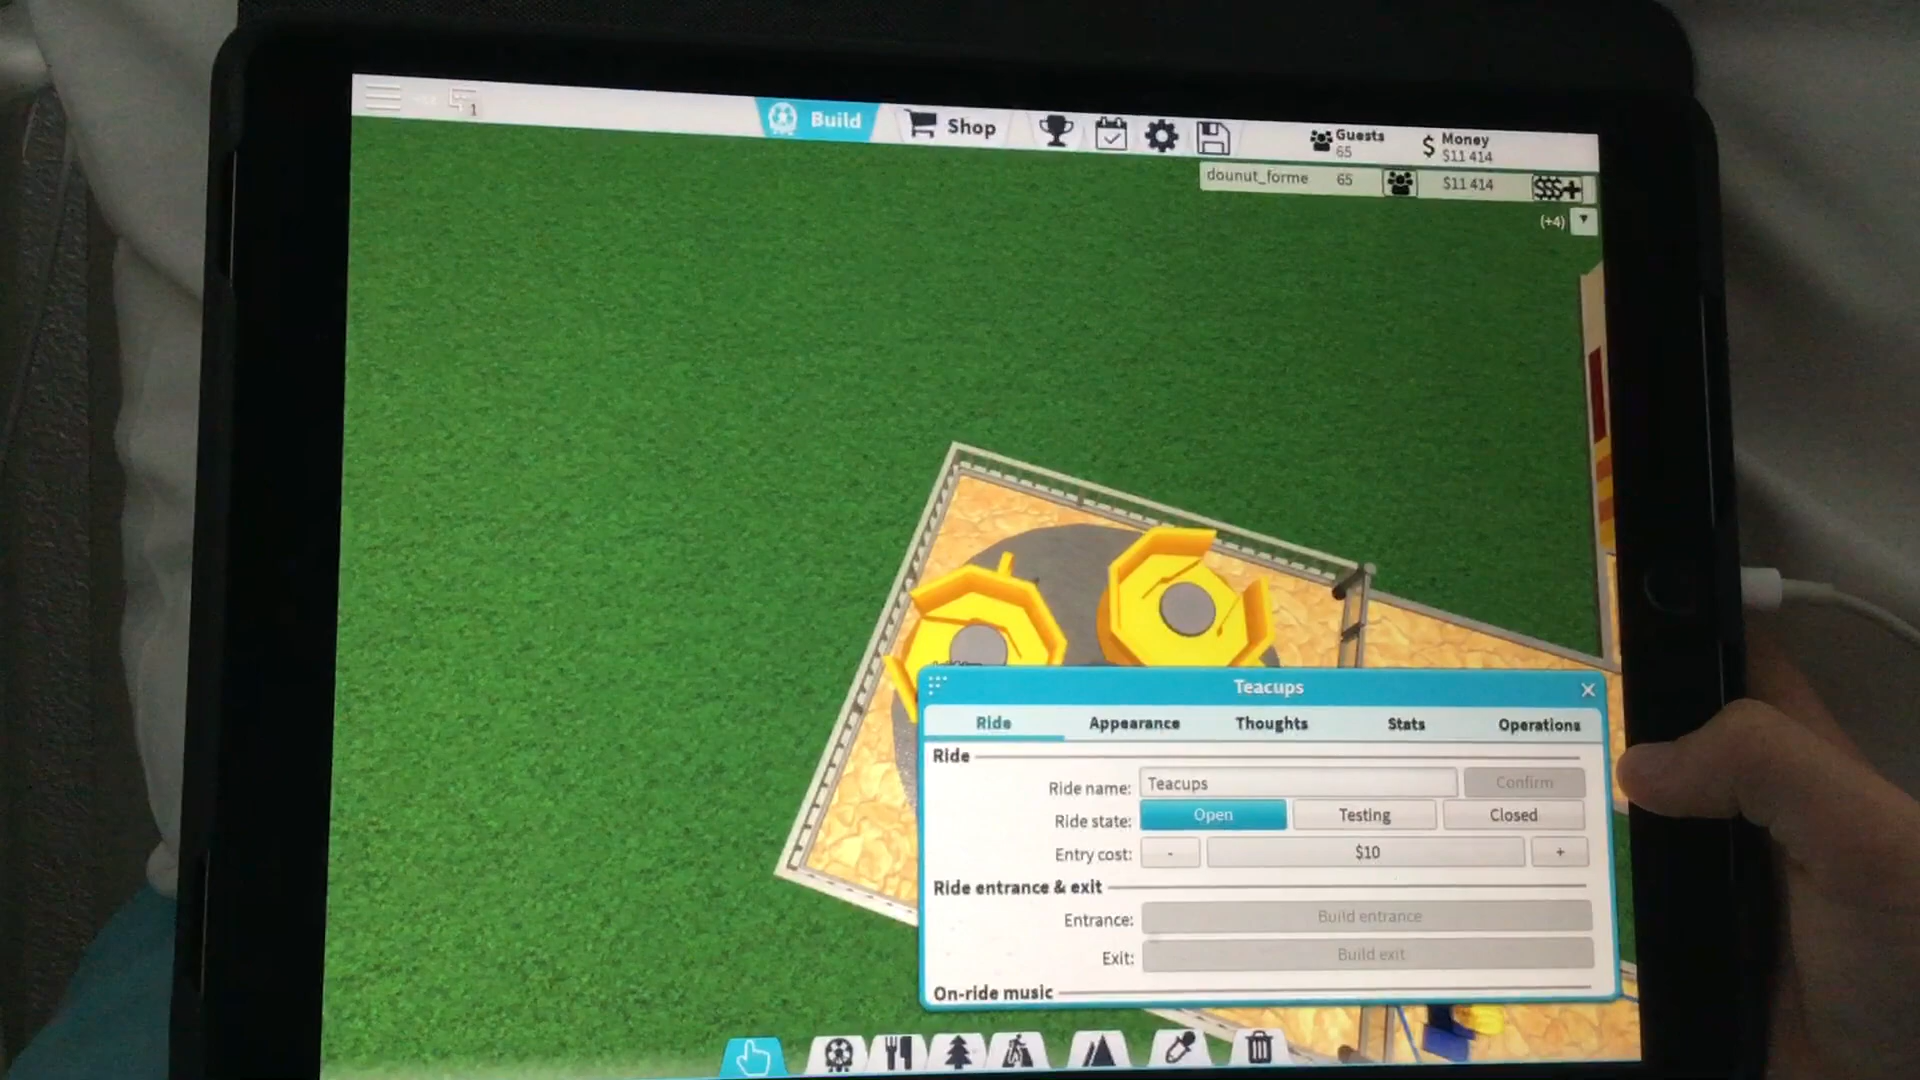 1
Build
Shop
Guests
65
Money
$11 414
dounut_forme 65 $11 414
$$$+
(+4)
Teacups
Ride Appearance Thoughts Stats Operations
Ride
Ride name: Teacups Confirm
Ride state: Open Testing Closed
Entry cost: - $10 +
Ride entrance & exit
Entrance: Build entrance
Exit: Build exit
On-ride music